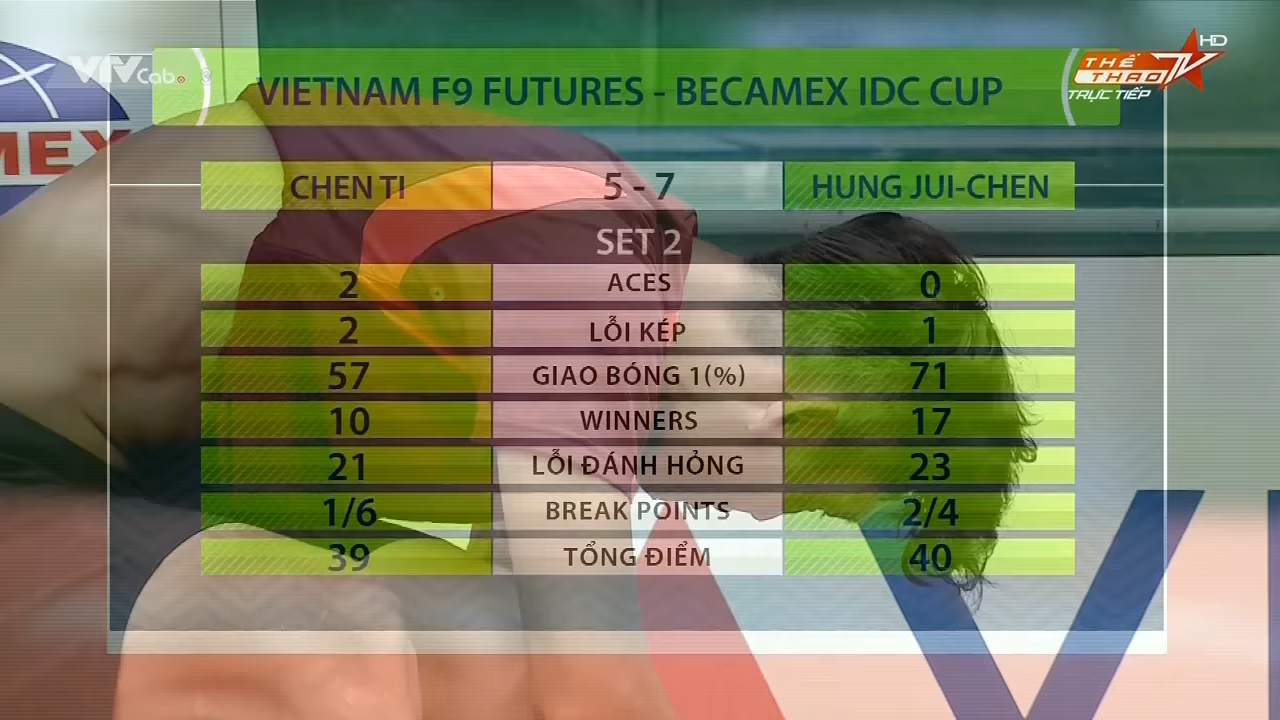 VTVCab
HD
THỂ THAO TV
TRỰC TIẾP
MEX
VIETNAM F9 FUTURES - BECAMEX IDC CUP
CHEN TI 5 - 7 HUNG JUI-CHEN
SET 2
2 ACES 0
2 LỖI KÉP 1
57 GIAO BÓNG 1(%) 71
10 WINNERS 17
21 LỖI ĐÁNH HỎNG 23
1/6 BREAK POINTS 2/4
39 TỔNG ĐIỂM 40